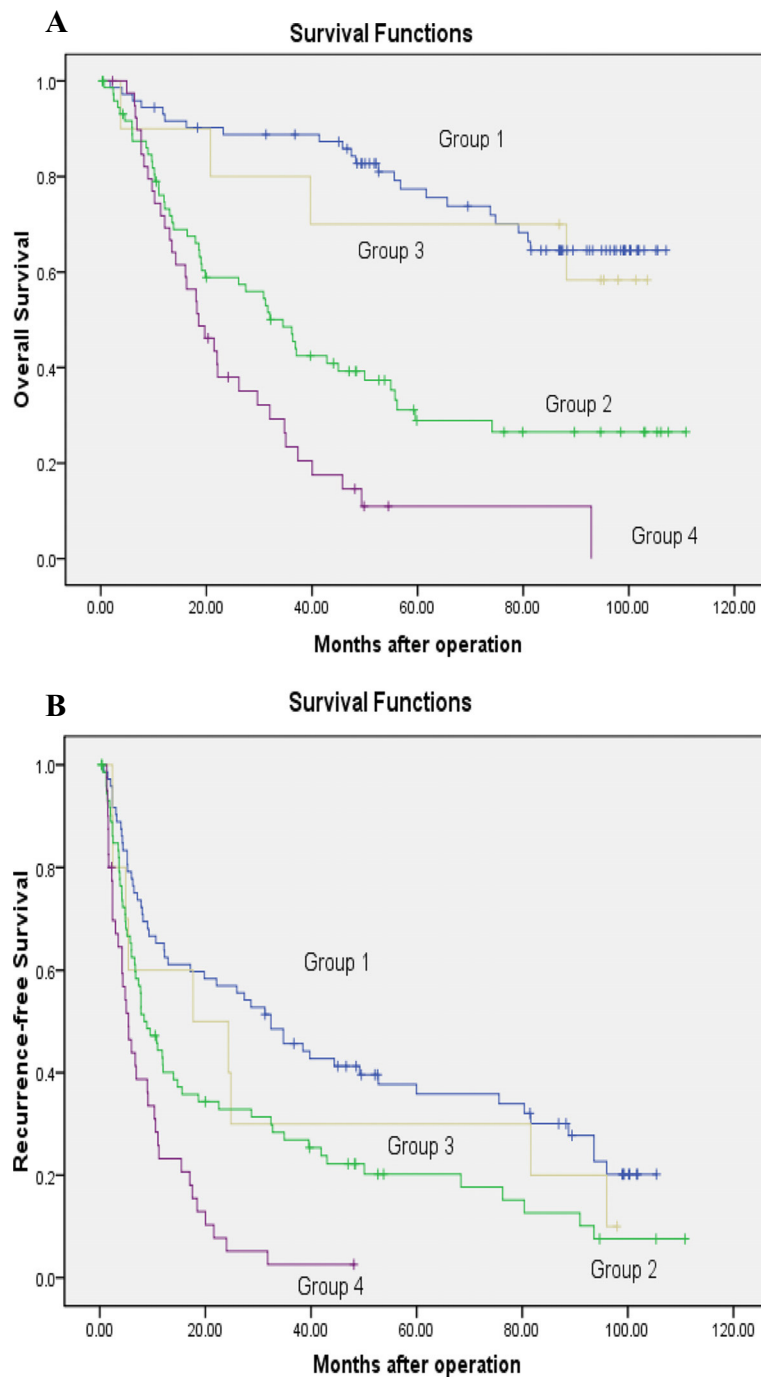 A
Survival Functions
1.0
0.8
0.6
0.4
0.2
0.0
Overall Survival
Group 1
Group 3
Group 2
Group 4
0.00 20.00 40.00 60.00 80.00 100.00 120.00
Months after operation
B
Survival Functions
1.0
0.8
0.6
0.4
0.2
0.0
Recurrence-free Survival
Group 1
Group 3
Group 2
Group 4
0.00 20.00 40.00 60.00 80.00 100.00 120.00
Months after operation